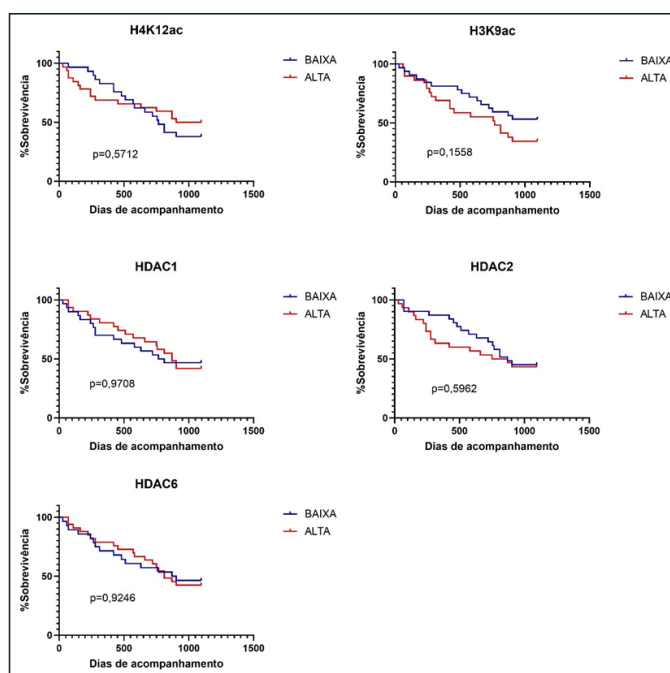 H4K12ac
%Sobrevivência
100
50
0
0 500 1000 1500
Dias de acompanhamento
p=0,5712
BAIXA
ALTA
H3K9ac
%Sobrevivência
100
50
0
0 500 1000 1500
Dias de acompanhamento
p=0,1558
BAIXA
ALTA
HDAC1
%Sobrevivência
100
50
0
0 500 1000 1500
Dias de acompanhamento
p=0,9708
BAIXA
ALTA
HDAC2
%Sobrevivência
100
50
0
0 500 1000 1500
Dias de acompanhamento
p=0,5962
BAIXA
ALTA
HDAC6
%Sobrevivência
100
50
0
0 500 1000 1500
Dias de acompanhamento
p=0,9246
BAIXA
ALTA